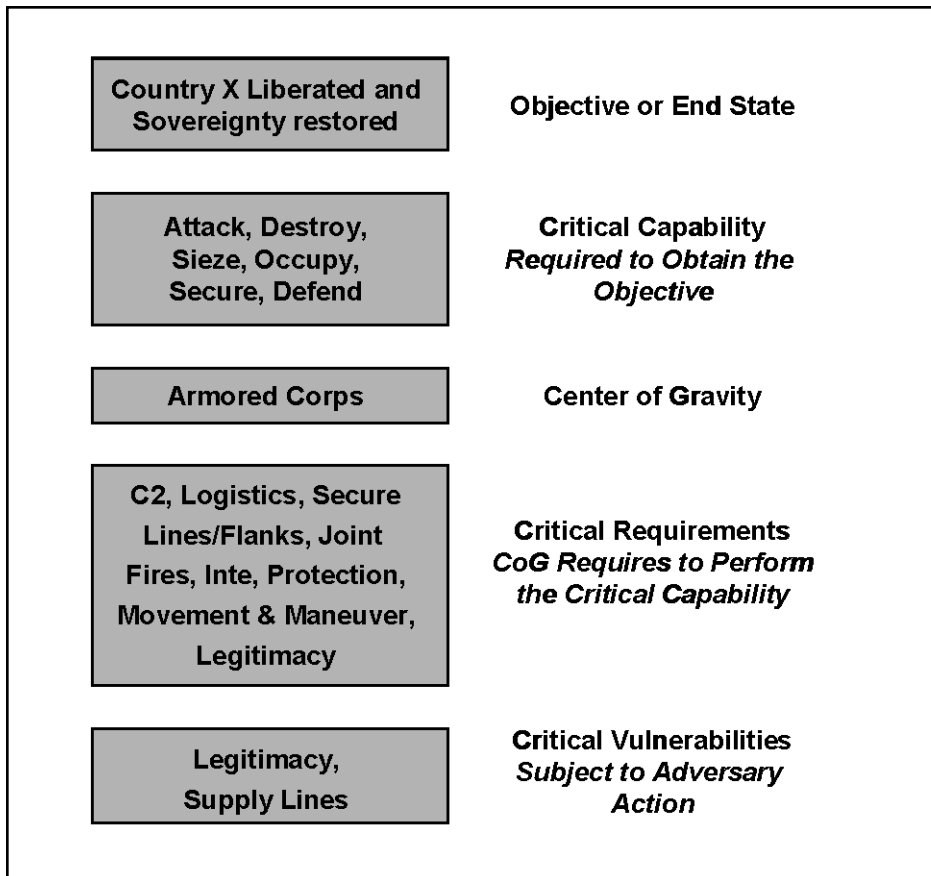 Country X Liberated and
Sovereignty restored
Objective or End State
Attack, Destroy,
Sieze, Occupy,
Secure, Defend
Critical Capability
Required to Obtain the
Objective
Armored Corps
Center of Gravity
C2, Logistics, Secure
Lines/Flanks, Joint
Fires, Inte, Protection,
Movement & Maneuver,
Legitimacy
Critical Requirements
CoG Requires to Perform
the Critical Capability
Legitimacy,
Supply Lines
Critical Vulnerabilities
Subject to Adversary
Action